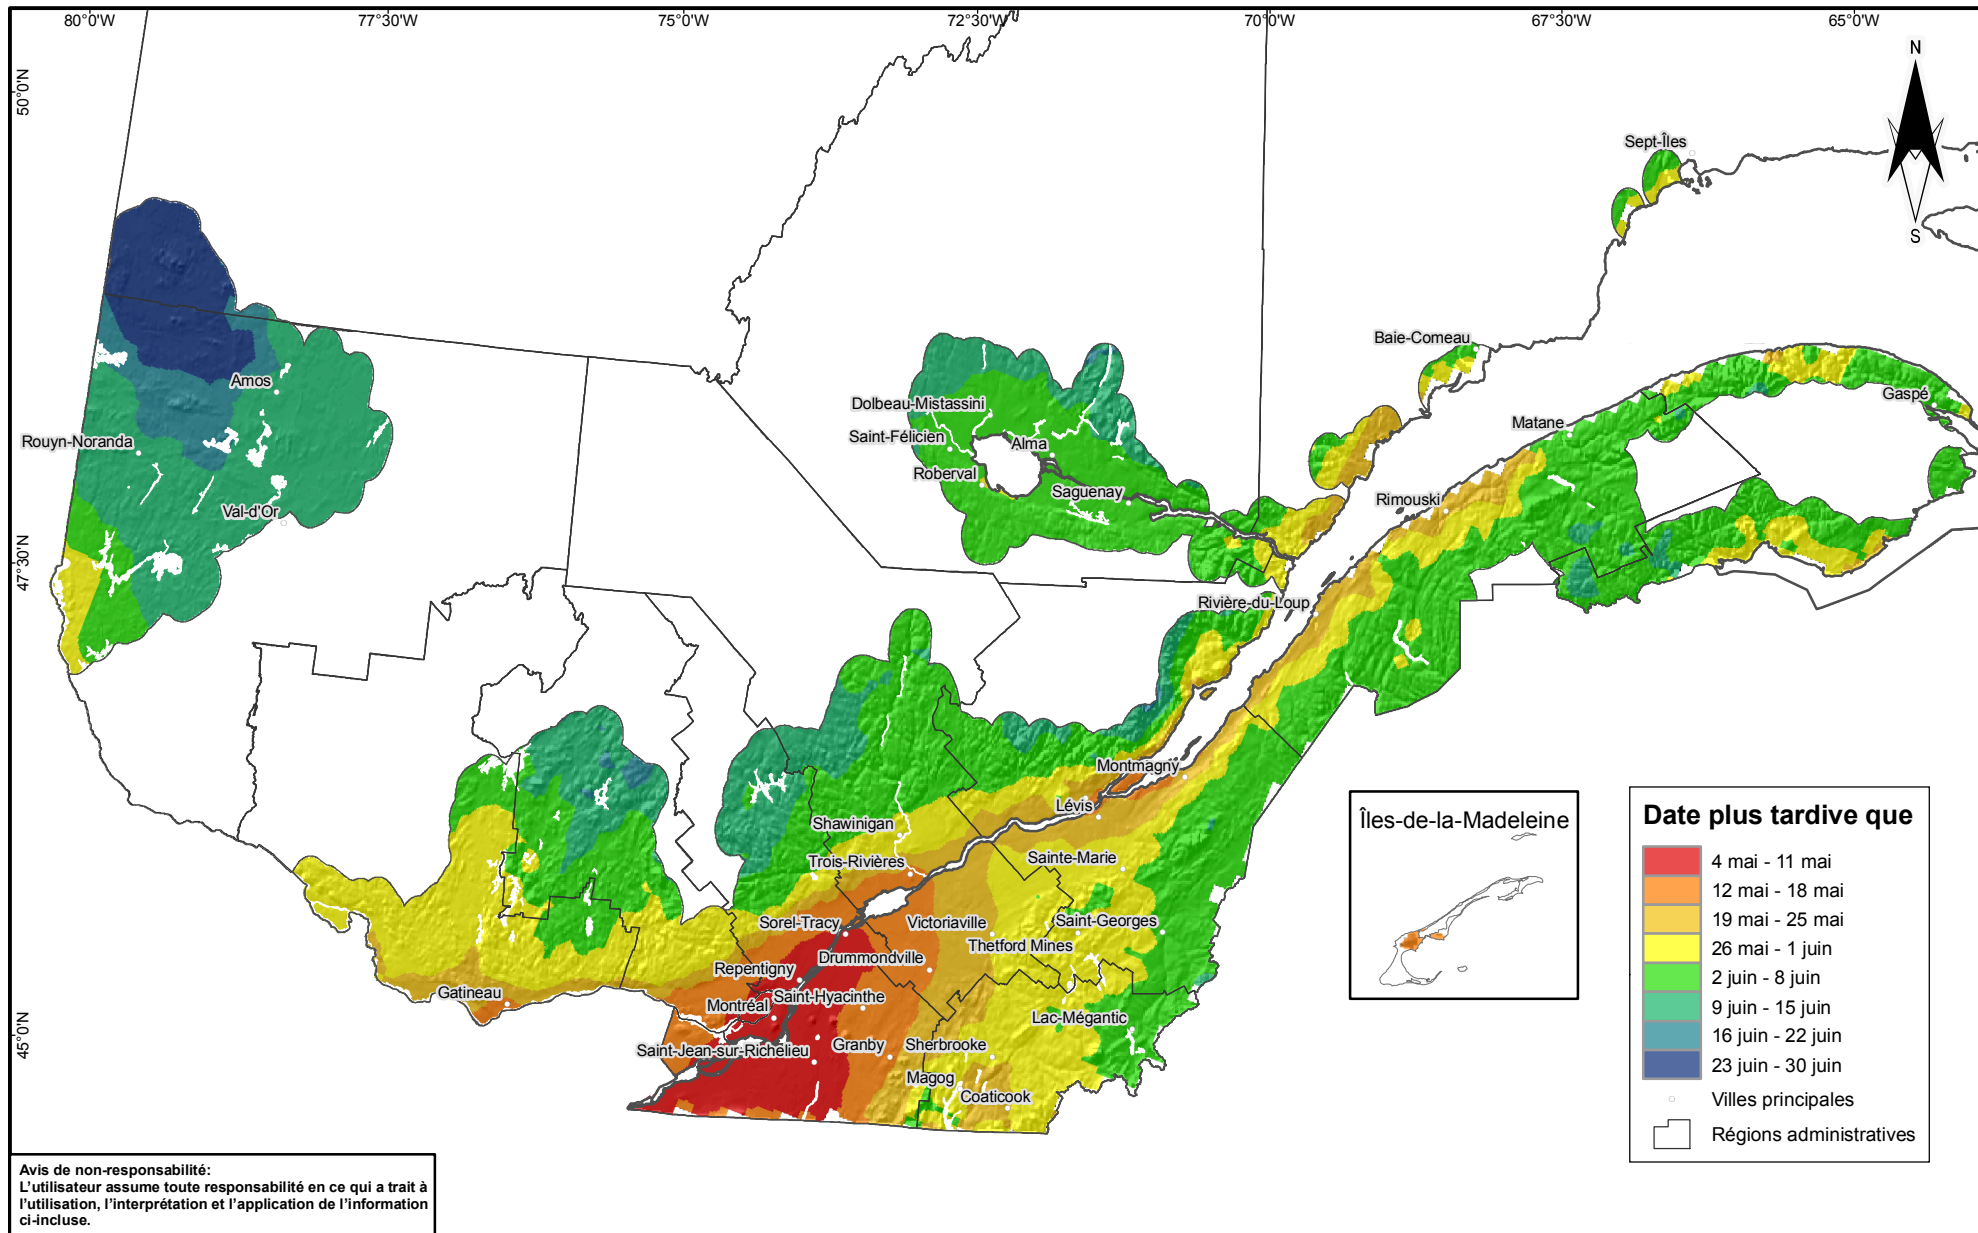 80°0'W
77°30'W
75°0'W
72°30'W
70°0'W
67°30'W
65°0'W
N
50°0'N
Sept-Îles
S
Baie-Comeau
Amos
Gaspé
Dolbeau-Mistassini
Matane
Rouyn-Noranda
Saint-Félicien
Alma
Roberval
Saguenay
Rimouski
Val-d'Or
47°30'N
Rivière-du-Loup
Montmagny
Lévis
Shawinigan
Trois-Rivières
Sainte-Marie
Sorel-Tracy
Victoriaville
Saint-Georges
Thetford Mines
Drummondville
Repentigny
Gatineau
Montréal
Saint-Hyacinthe
Lac-Mégantic
45°0'N
Saint-Jean-sur-Richelieu
Granby
Sherbrooke
Magog
Coaticook
Îles-de-la-Madeleine
Date plus tardive que
4 mai - 11 mai
12 mai - 18 mai
19 mai - 25 mai
26 mai - 1 juin
2 juin - 8 juin
9 juin - 15 juin
16 juin - 22 juin
23 juin - 30 juin
Villes principales
Régions administratives
Avis de non-responsabilité:
L'utilisateur assume toute responsabilité en ce qui a trait à
l'utilisation, l'interprétation et l'application de l'information
ci-incluse.